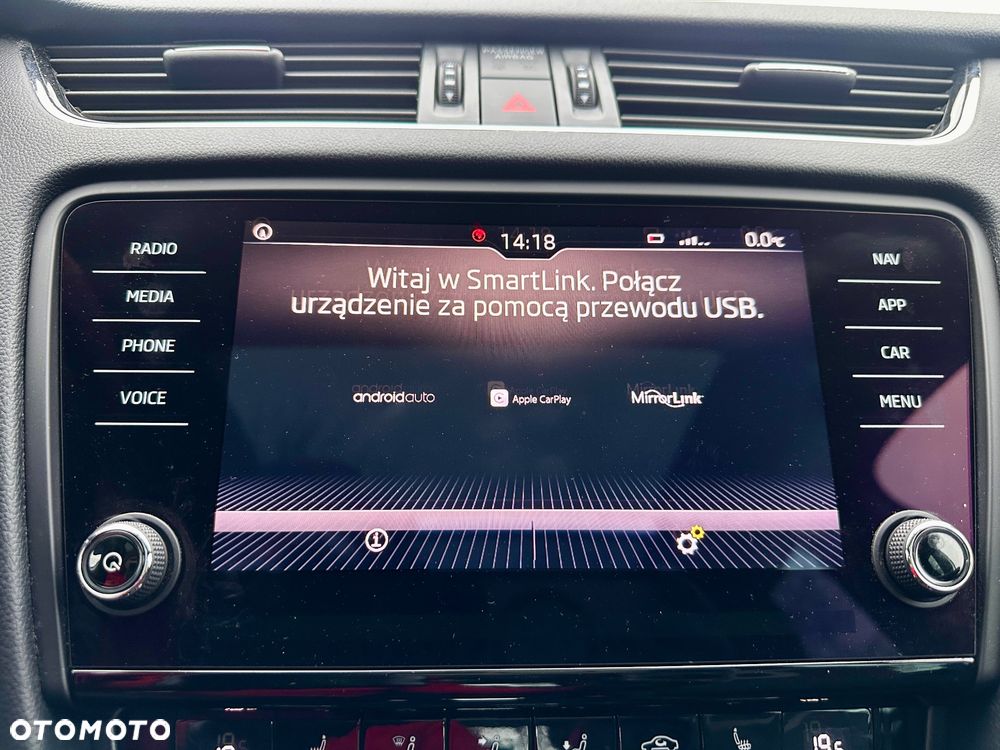 RADIO
MEDIA
PHONE
VOICE
14:18
0.0°C
Witaj w SmartLink. Połącz
urządzenie za pomocą przewodu USB.
androidauto
Apple CarPlay
MirrorLink
NAV
APP
CAR
MENU
OTOMOTO